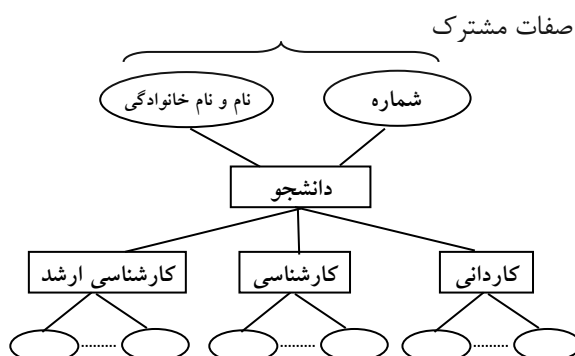 صفات مشترک
شماره
نام و نام خانوادگی
دانشجو
کاردانی
کارشناسی
کارشناسی ارشد